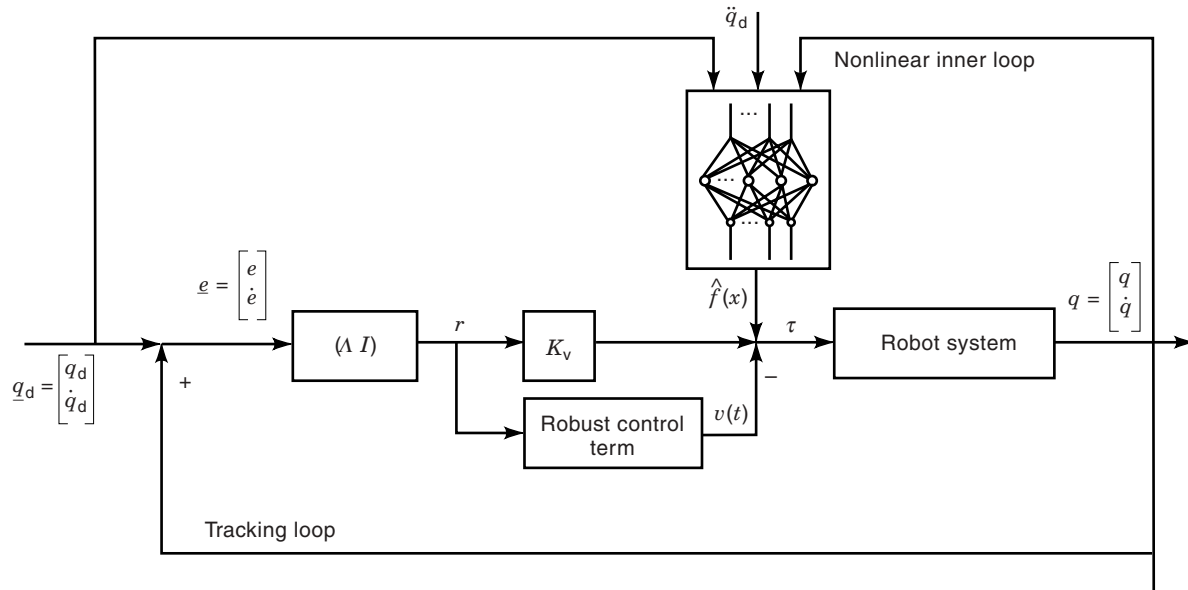 q̈d
Nonlinear inner loop
...
...
...
...
e = [e ė]
f̂(x)
q = [q q̇]
r
τ
(Λ I)
Kv
Robot system
qd = [qd q̇d]
+
−
v(t)
Robust control
term
Tracking loop